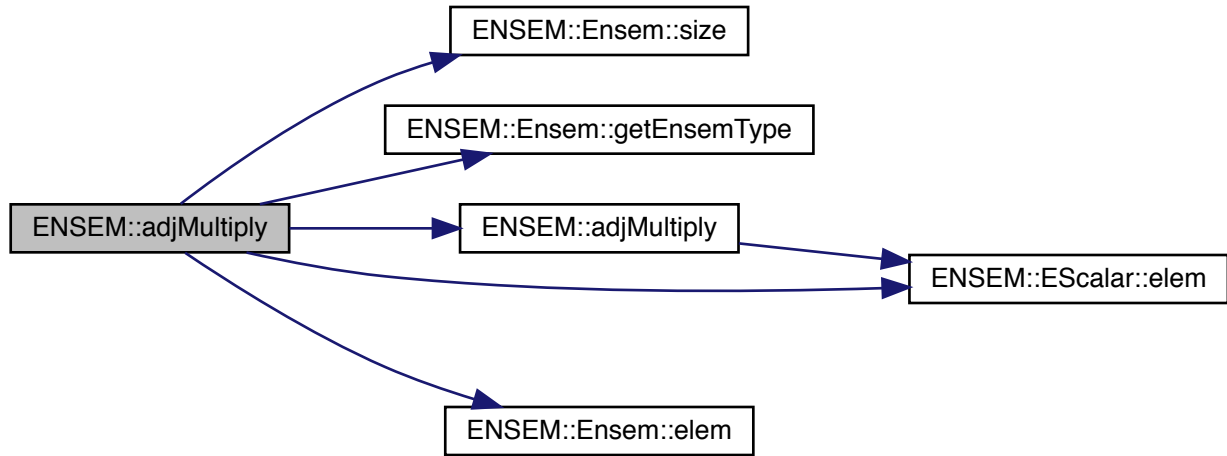 ENSEM::Ensem::size
ENSEM::Ensem::getEnsemType
ENSEM::adjMultiply
ENSEM::adjMultiply
ENSEM::EScalar::elem
ENSEM::Ensem::elem